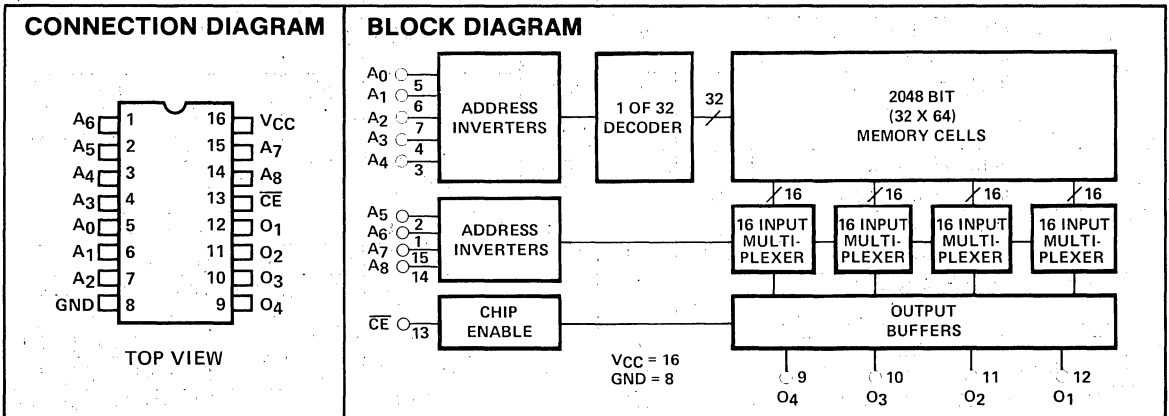 CONNECTION DIAGRAM
A6 1 16 VCC
A5 2 15 A7
A4 3 14 A8
A3 4 13 CE
A0 5 12 O1
A1 6 11 O2
A2 7 10 O3
GND 8 9 O4
TOP VIEW
BLOCK DIAGRAM
A0 5
A1 6
A2 7
A3 4
A4 3
ADDRESS
INVERTERS
1 OF 32
DECODER
32
2048 BIT
(32 X 64)
MEMORY CELLS
16 16 16 16
A5 2
A6 1
A7 15
A8 14
ADDRESS
INVERTERS
16 INPUT
MULTI-
PLEXER
16 INPUT
MULTI-
PLEXER
16 INPUT
MULTI-
PLEXER
16 INPUT
MULTI-
PLEXER
CE 13
CHIP
ENABLE
OUTPUT
BUFFERS
VCC = 16
GND = 8
9 10 11 12
O4 O3 O2 O1